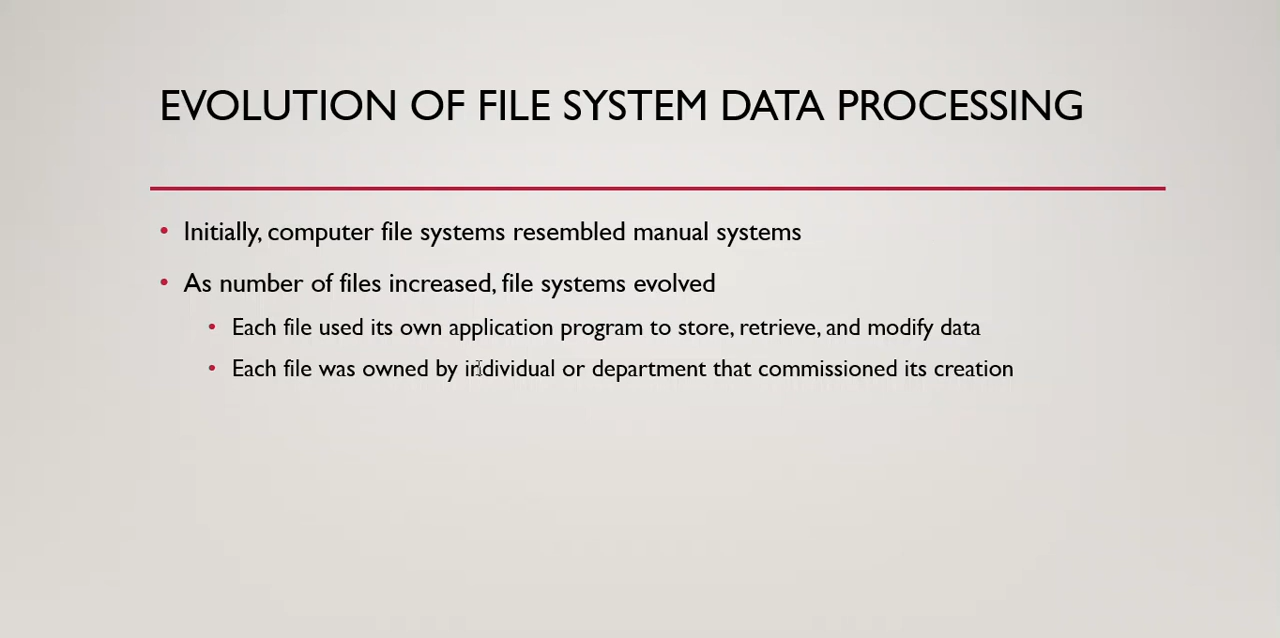 EVOLUTION OF FILE SYSTEM DATA PROCESSING
• Initially, computer file systems resembled manual systems
• As number of files increased, file systems evolved
• Each file used its own application program to store, retrieve, and modify data
• Each file was owned by individual or department that commissioned its creation